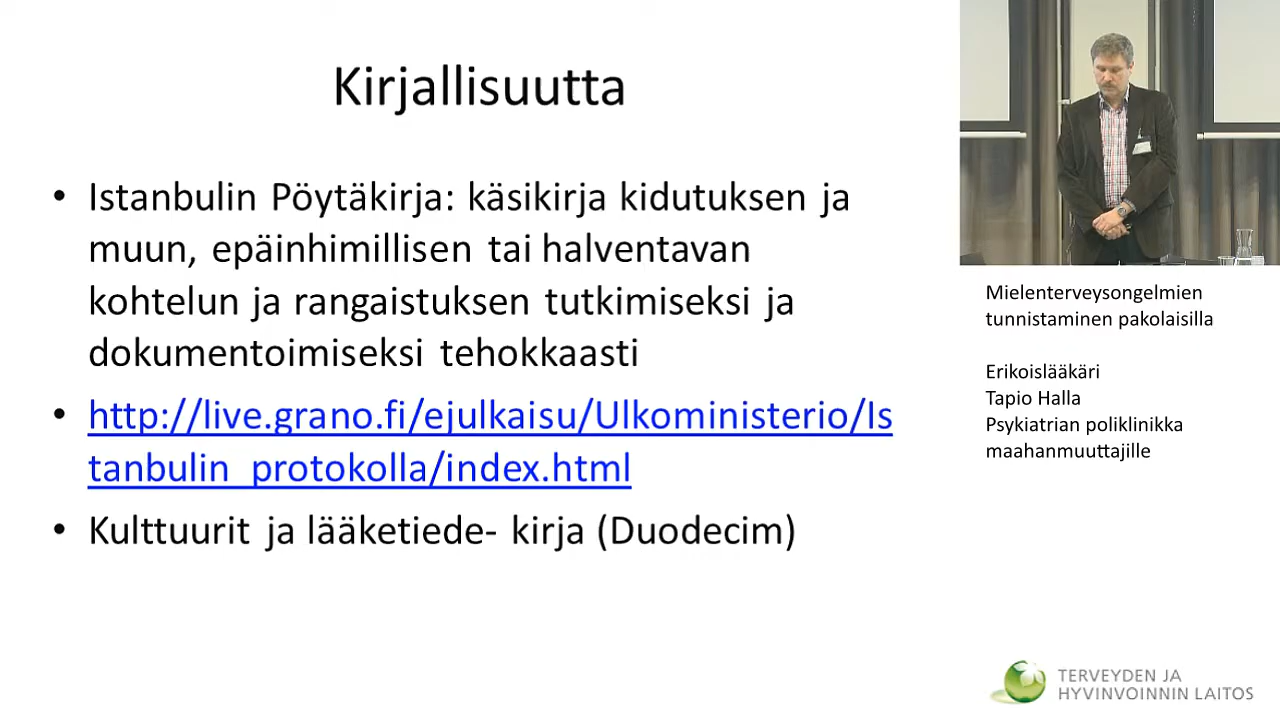 Kirjallisuutta
• Istanbulin Pöytäkirja: käsikirja kidutuksen ja
muun, epäinhimillisen tai halventavan
kohtelun ja rangaistuksen tutkimiseksi ja
dokumentoimiseksi tehokkaasti
• http://live.grano.fi/ejulkaisu/Ulkoministerio/Is
tanbulin_protokolla/index.html
• Kulttuurit ja lääketiede- kirja (Duodecim)
Mielenterveysongelmien
tunnistaminen pakolaisilla
Erikoislääkäri
Tapio Halla
Psykiatrian poliklinikka
maahanmuuttajille
TERVEYDEN JA
HYVINVOINNIN LAITOS